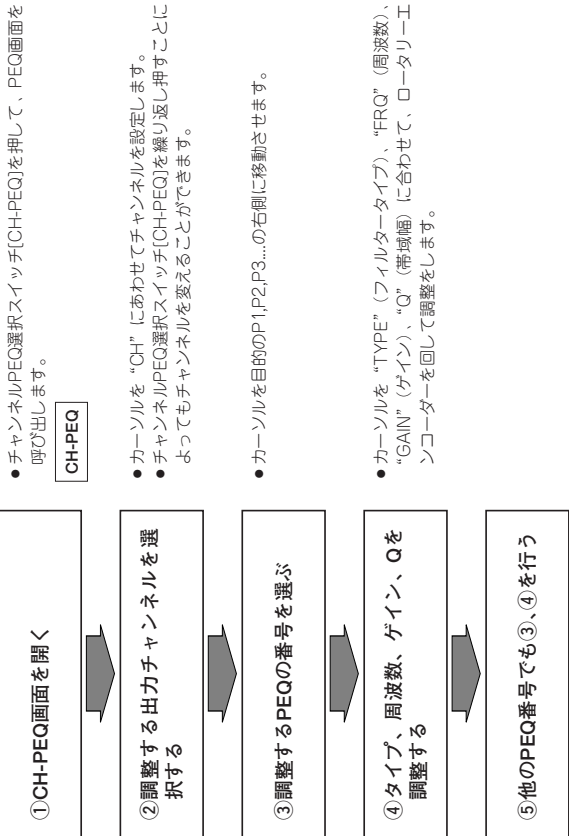 ①CH-PEQ画面を開く
●チャンネルPEQ選択スイッチ[CH-PEQ]を押して、PEQ画面を
呼び出します。
CH-PEQ
②調整する出力チャンネルを選
択する
●カーソルを“CH”にあわせてチャンネルを設定します。
●チャンネルPEQ選択スイッチ[CH-PEQ]を繰り返し押すことに
よってもチャンネルを変えることができます。
③調整するPEQの番号を選ぶ
●カーソルを目的のP1,P2,P3....の右側に移動させます。
④タイプ、周波数、ゲイン、Qを
調整する
●カーソルを“TYPE”（フィルタータイプ）、“FRQ”（周波数）、
“GAIN”（ゲイン）、“Q”（帯域幅）に合わせて、ロータリーエ
ンコーダーを回して調整をします。
⑤他のPEQ番号でも③、④を行う